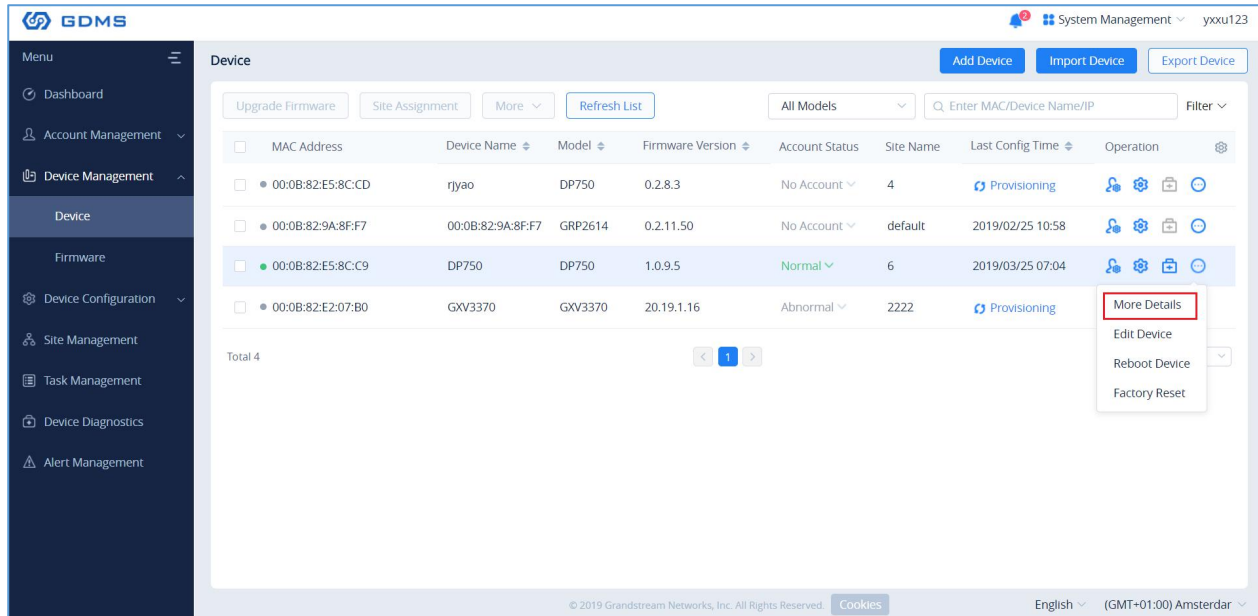 GDMS
2 System Management yxxu123
Menu
Dashboard
Account Management
Device Management
Device
Firmware
Device Configuration
Site Management
Task Management
Device Diagnostics
Alert Management
Device Add Device Import Device Export Device
Upgrade Firmware Site Assignment More Refresh List All Models Enter MAC/Device Name/IP Filter
MAC Address Device Name Model Firmware Version Account Status Site Name Last Config Time Operation
00:0B:82:E5:8C:CD rjyao DP750 0.2.8.3 No Account 4 Provisioning
00:0B:82:9A:8F:F7 00:0B:82:9A:8F:F7 GRP2614 0.2.11.50 No Account default 2019/02/25 10:58
00:0B:82:E5:8C:C9 DP750 DP750 1.0.9.5 Normal 6 2019/03/25 07:04
00:0B:82:E2:07:B0 GXV3370 GXV3370 20.19.1.16 Abnormal 2222 Provisioning
More Details
Edit Device
Reboot Device
Factory Reset
Total 4 < 1 >
© 2019 Grandstream Networks, Inc. All Rights Reserved. Cookies English (GMT+01:00) Amsterdar